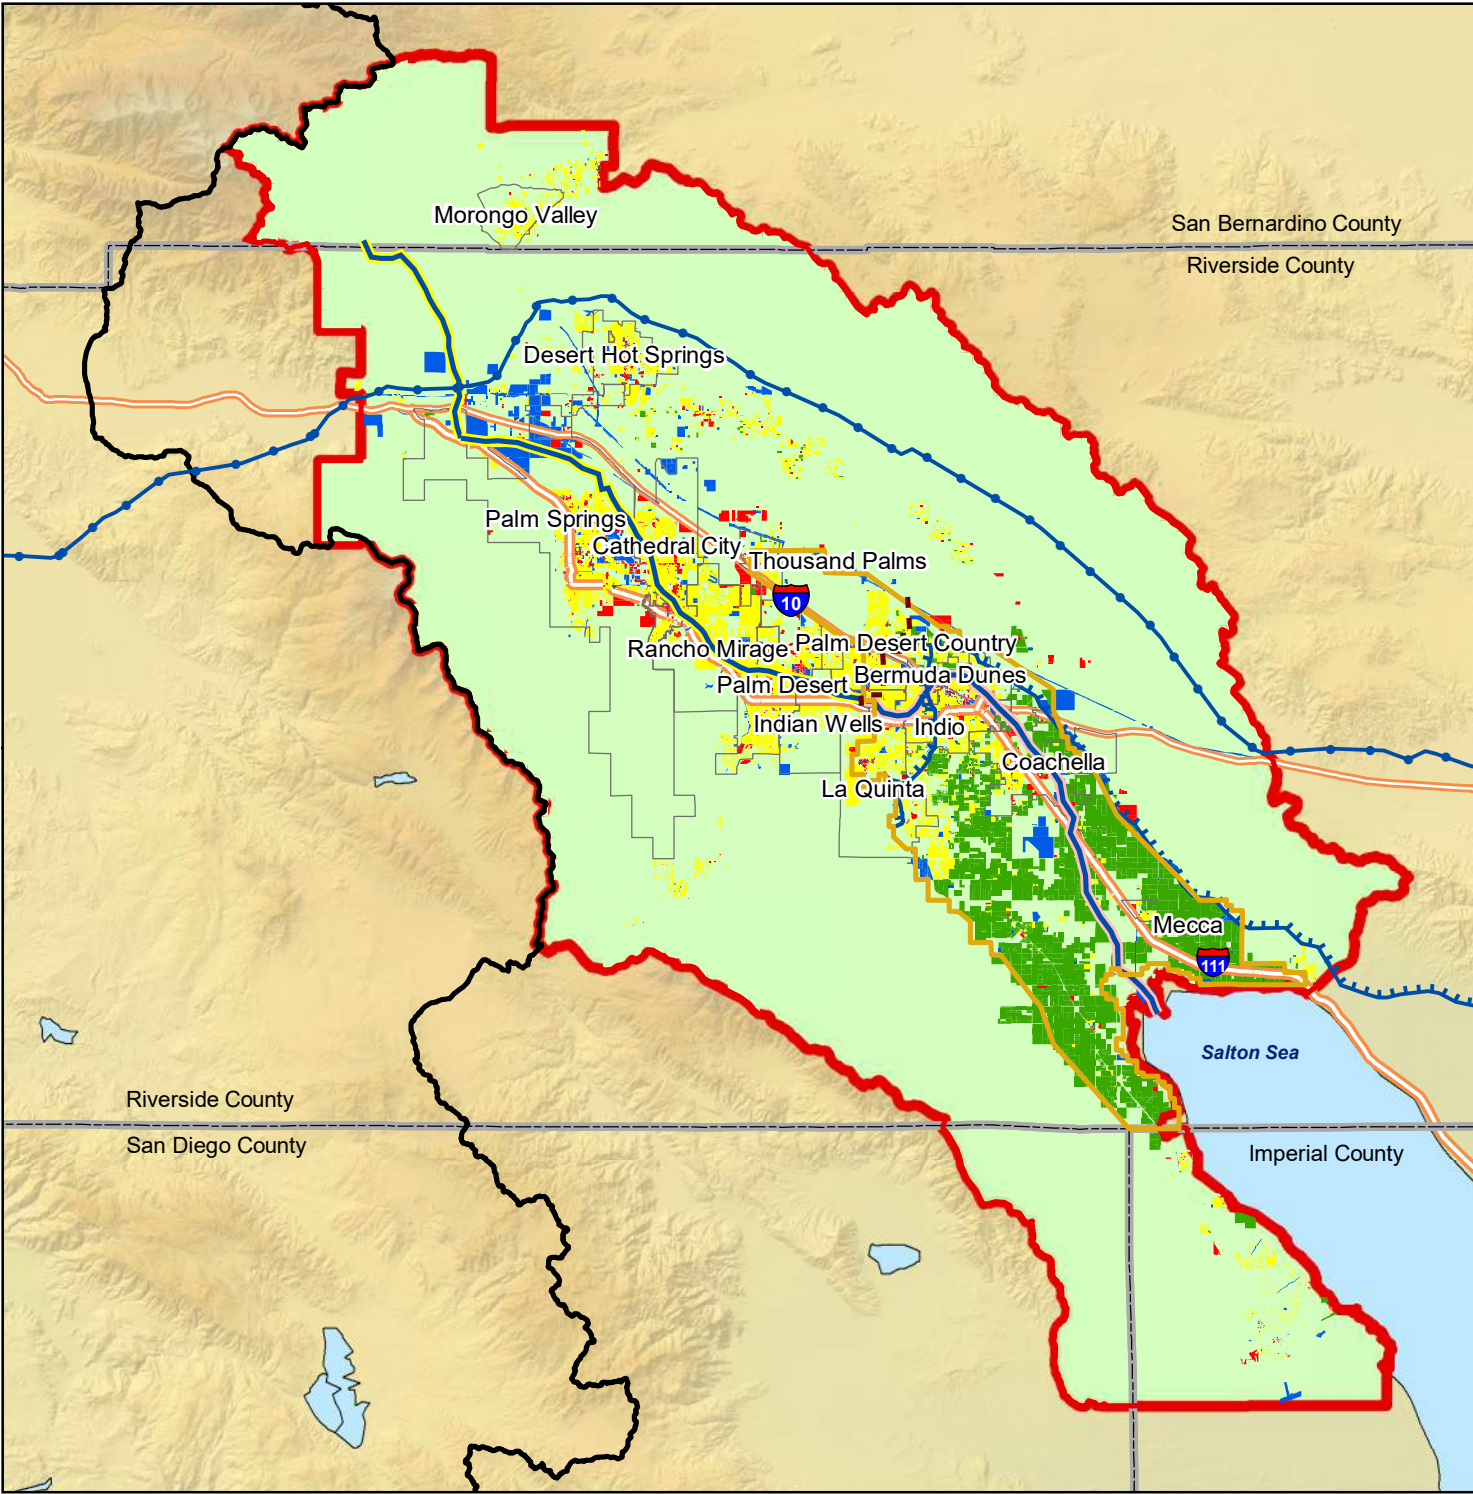 Morongo Valley
San Bernardino County
Riverside County
Desert Hot Springs
Palm Springs
Cathedral City
Thousand Palms
10
Rancho Mirage
Palm Desert Country
Bermuda Dunes
Palm Desert
Indian Wells
Indio
Coachella
La Quinta
Mecca
111
Salton Sea
Riverside County
San Diego County
Imperial County